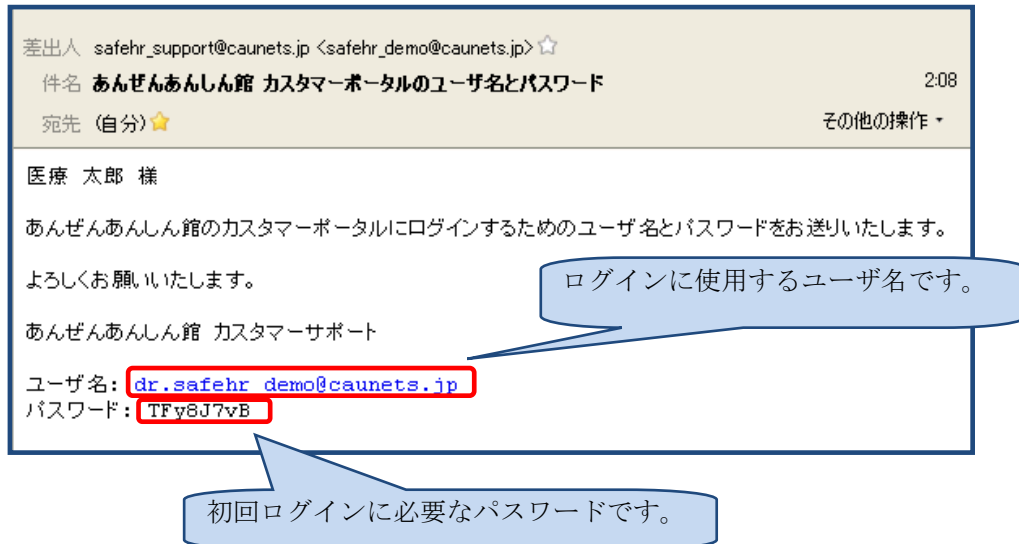 差出人 safehr_support@caunets.jp <safehr_demo@caunets.jp>
件名 あんぜんあんしん館 カスタマーポータルのユーザ名とパスワード 2:08
宛先 (自分) その他の操作
医療 太郎 様
あんぜんあんしん館のカスタマーポータルにログインするためのユーザ名とパスワードをお送りいたします。
よろしくお願いいたします。
ログインに使用するユーザ名です。
あんぜんあんしん館 カスタマーサポート
ユーザ名: dr.safehr_demo@caunets.jp
パスワード: TFy8J7vB
初回ログインに必要なパスワードです。